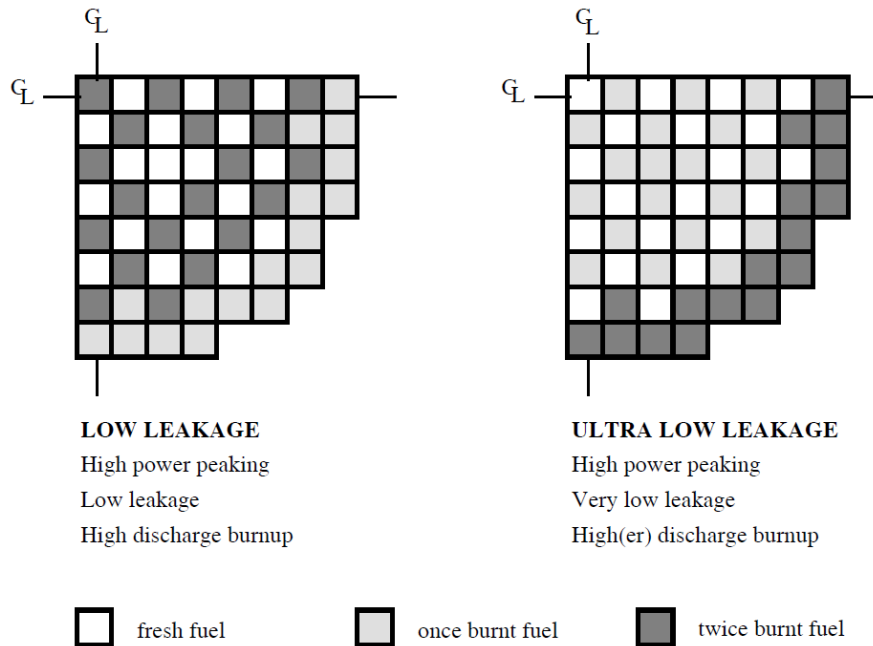 CL CL
CL CL
LOW LEAKAGE
High power peaking
Low leakage
High discharge burnup
ULTRA LOW LEAKAGE
High power peaking
Very low leakage
High(er) discharge burnup
fresh fuel
once burnt fuel
twice burnt fuel